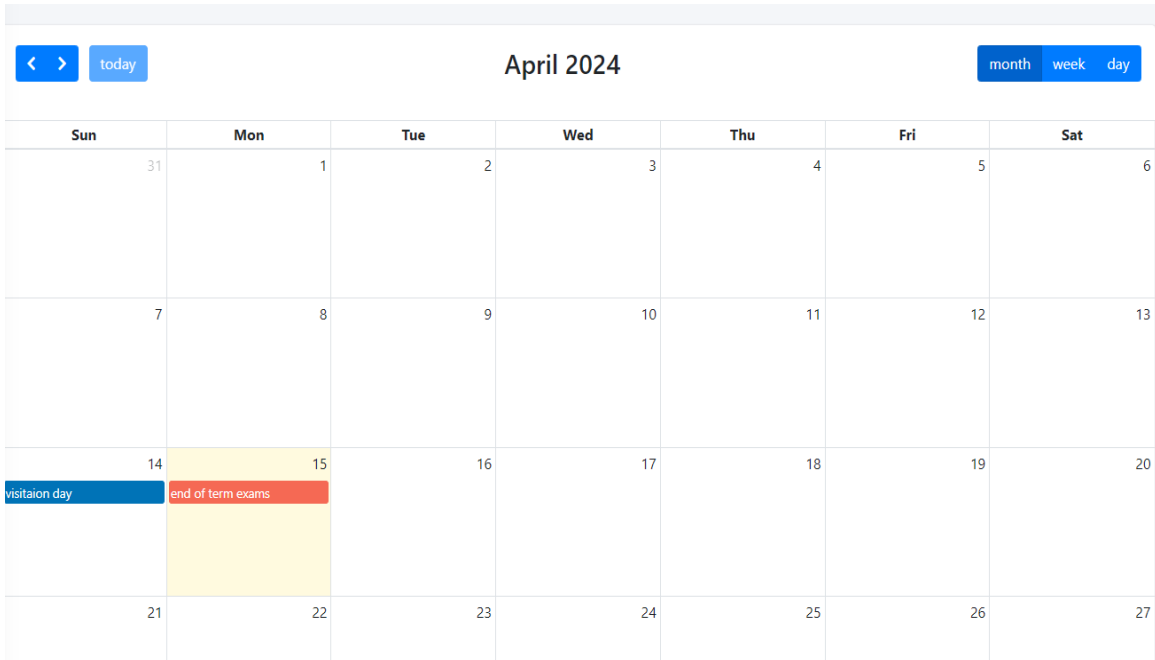 today
April 2024
month week day
Sun Mon Tue Wed Thu Fri Sat
31 1 2 3 4 5 6
7 8 9 10 11 12 13
14 15 16 17 18 19 20
visitaion day end of term exams
21 22 23 24 25 26 27